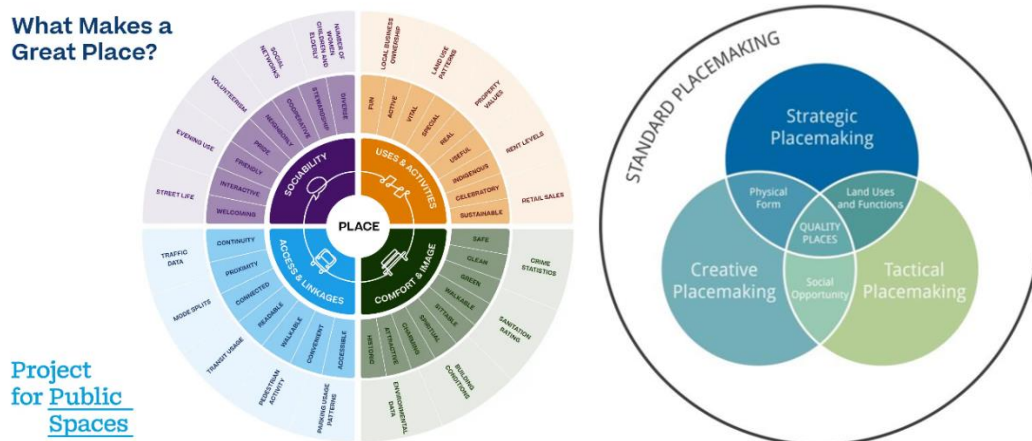 What Makes a
Great Place?
STREET LIFE
EVENING USE
VOLUNTEERISM
SOCIAL
NETWORKS
NUMBER OF
WOMEN
CHILDREN AND
ELDERLY
LOCAL BUSINESS
OWNERSHIP
LAND USE
PATTERNS
PROPERTY
VALUES
RENT LEVELS
RETAIL SALES
WELCOMING
INTERACTIVE
FRIENDLY
PRIDE
NEIGHBORLY
COOPERATIVE
STEWARDSHIP
DIVERSE
FUN
ACTIVE
VITAL
SPECIAL
REAL
USEFUL
INDIGENOUS
CELEBRATORY
SUSTAINABLE
SOCIABILITY
USES & ACTIVITIES
PLACE
ACCESS & LINKAGES
COMFORT & IMAGE
CONTINUITY
PROXIMITY
CONNECTED
READABLE
WALKABLE
CONVENIENT
ACCESSIBLE
SAFE
CLEAN
GREEN
WALKABLE
SITTABLE
SPIRITUAL
CHARMING
ATTRACTIVE
HISTORIC
TRAFFIC
DATA
MODE SPLITS
TRANSIT USAGE
PEDESTRIAN
ACTIVITY
PARKING USAGE
PATTERNS
CRIME
STATISTICS
SANITATION
RATING
BUILDING
CONDITIONS
ENVIRONMENTAL
DATA
Project
for Public
Spaces
STANDARD PLACEMAKING
Strategic
Placemaking
Physical
Form
Land Uses
and Functions
QUALITY
PLACES
Creative
Placemaking
Social
Opportunity
Tactical
Placemaking